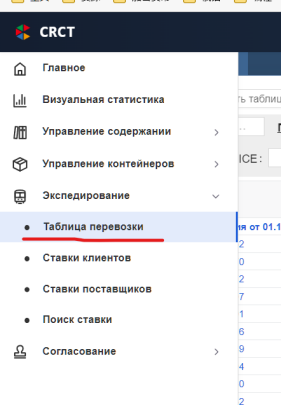 CRCT
Главное
Визуальная статистика
ть таблиц
Управление содержании
Управление контейнеров
ICE :
Экспедирование
Таблица перевозки
ия от 01.1
2
Ставки клиентов
0
2
Ставки поставщиков
7
1
Поиск ставки
6
9
Согласование
4
0
2